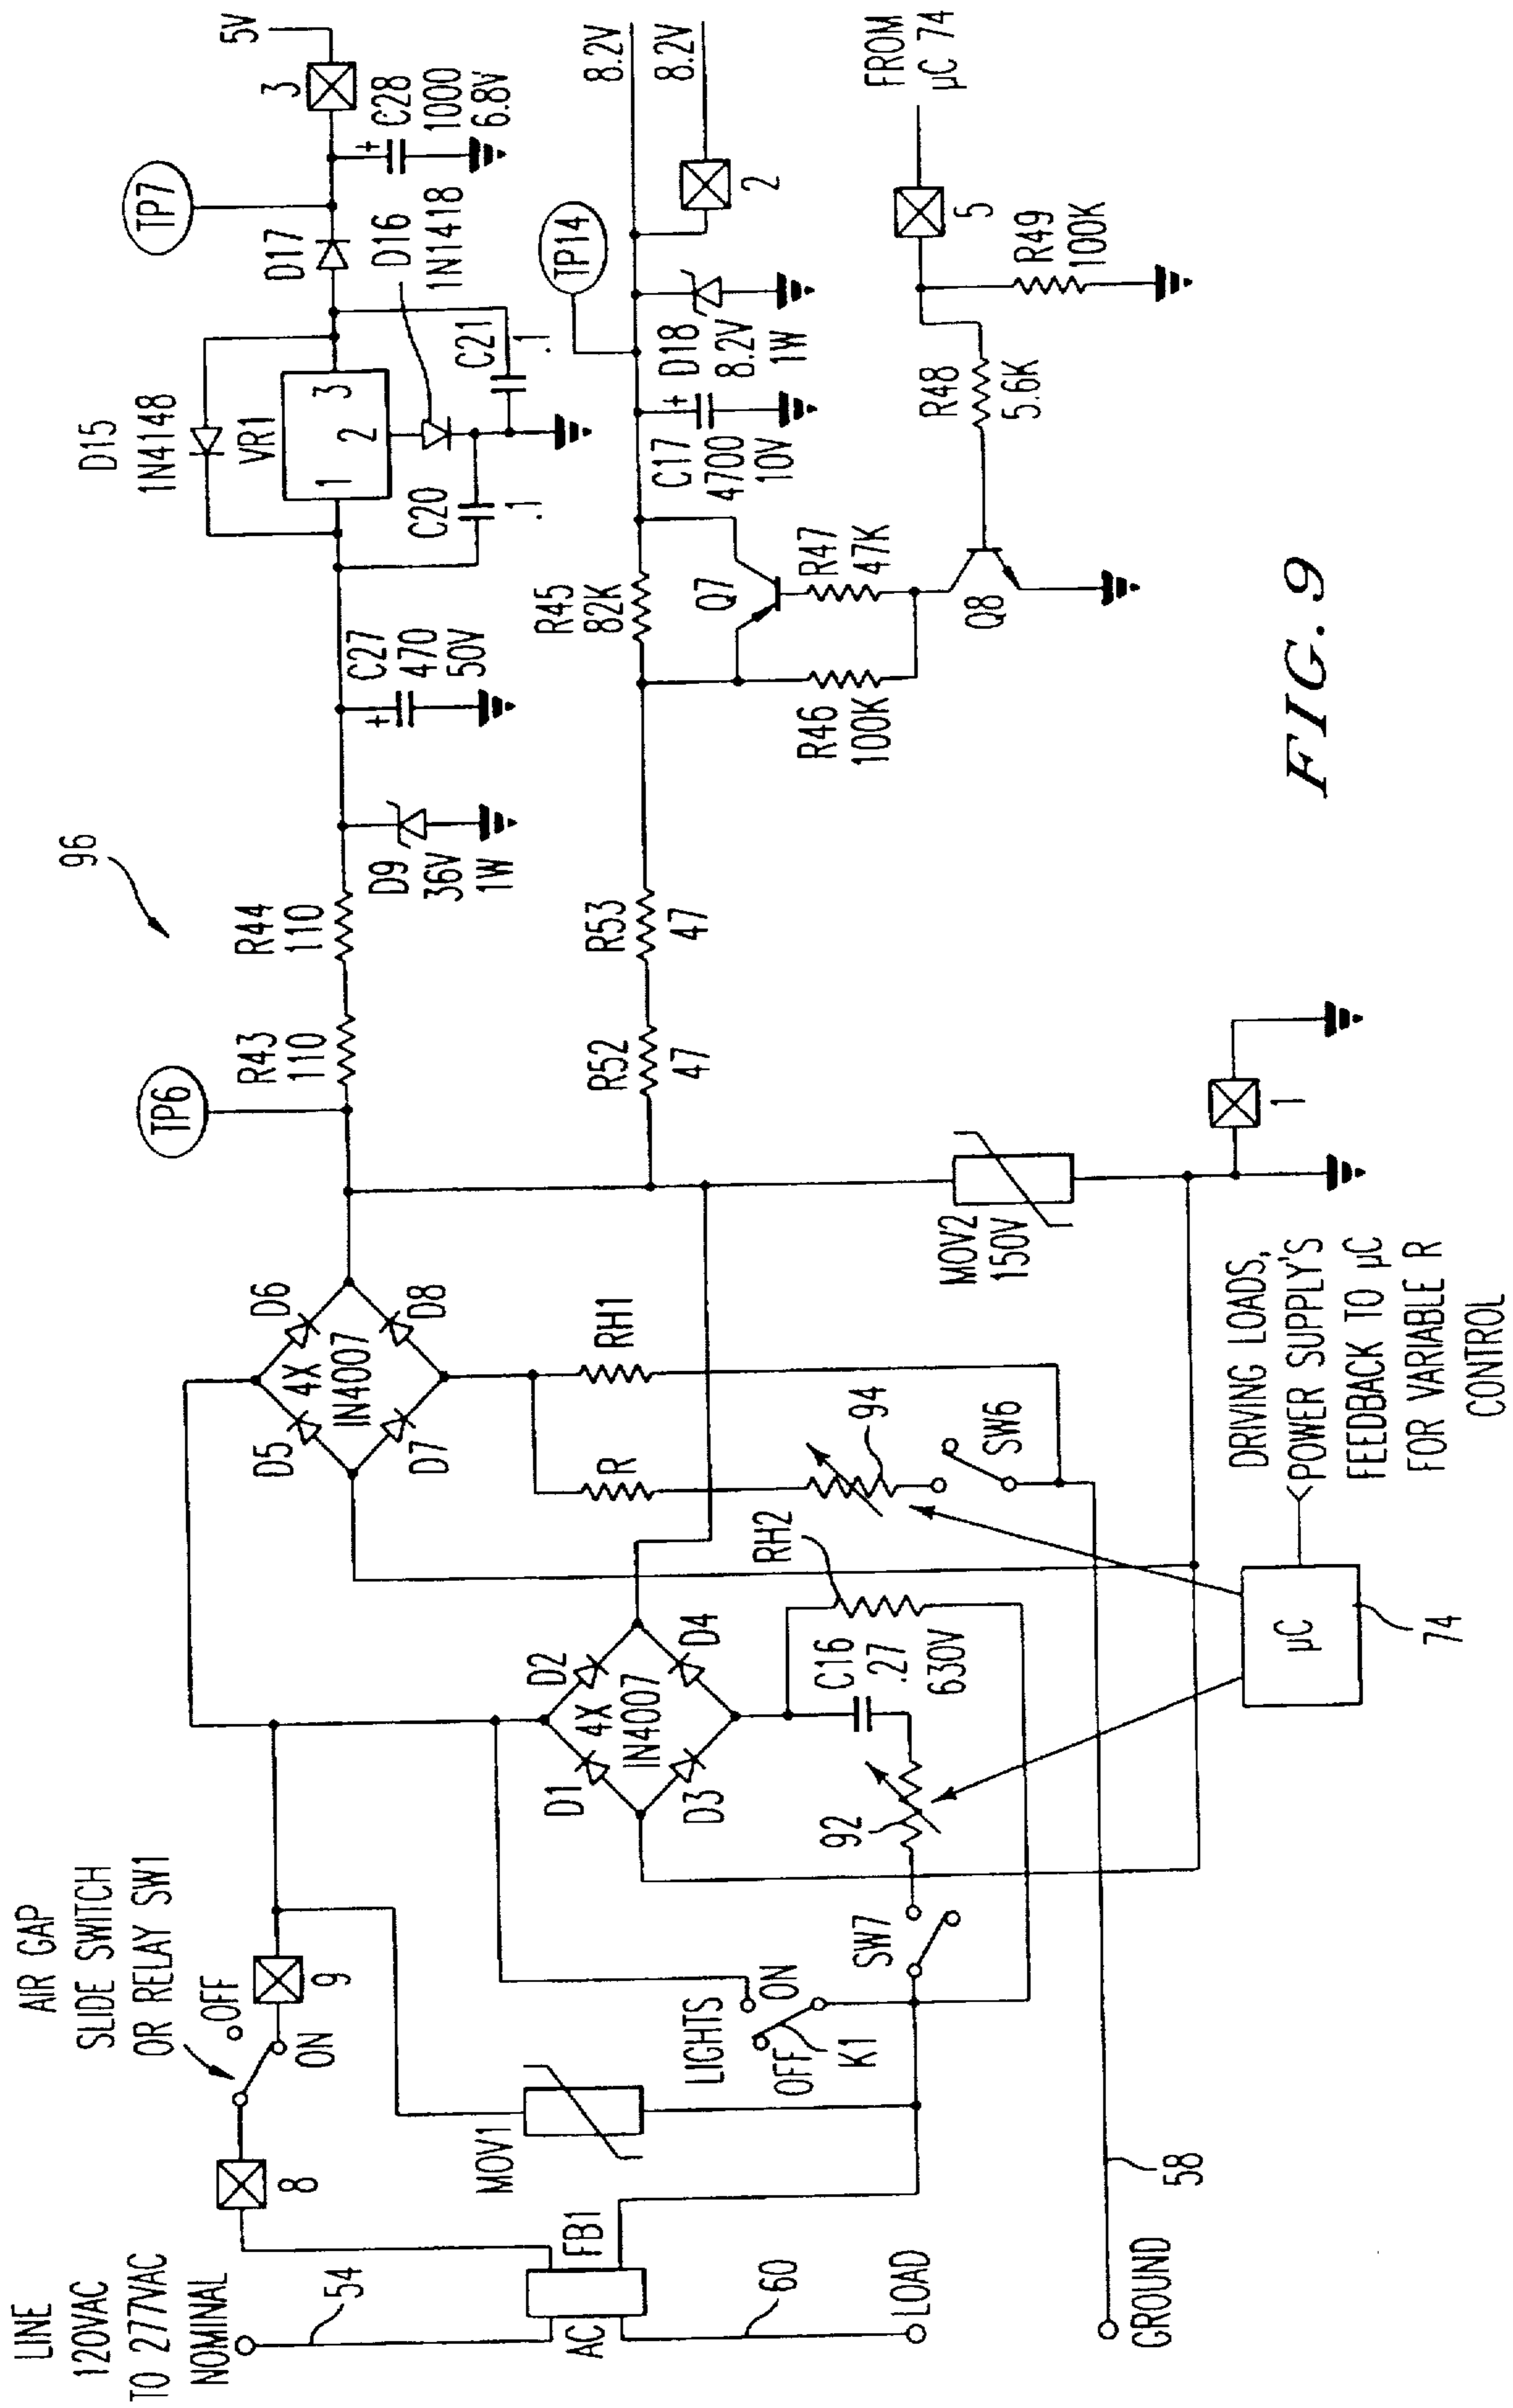 LINE
120VAC
TO 277VAC
NOMINAL
54
AC
FB1
60
LOAD
GROUND
58
8
AIR GAP
SLIDE SWITCH
OR RELAY SW1
OFF
ON
9
MOV1
LIGHTS
ON
OFF
K1
SW7
92
D1
D2
4X
IN4007
D3
D4
C16
.27
630V
RH2
D5
D6
4X
IN4007
D7
D8
R
RH1
94
SW6
µC
74
DRIVING LOADS,
POWER SUPPLY'S
FEEDBACK TO µC
FOR VARIABLE R
CONTROL
MOV2
150V
1
TP6
R43
110
R44
110
96
R52
47
R53
47
D9
36V
1W
C27
470
50V
D15
1N4148
VR1
1
2
3
C20
.1
C21
.1
D16
1N1418
D17
TP7
C28
1000
6.8V
3
5V
R45
82K
Q7
R46
100K
R47
47K
Q8
C17
4700
10V
D18
8.2V
1W
TP14
8.2V
8.2V
2
R48
5.6K
R49
100K
5
FROM
µC 74
FIG. 9